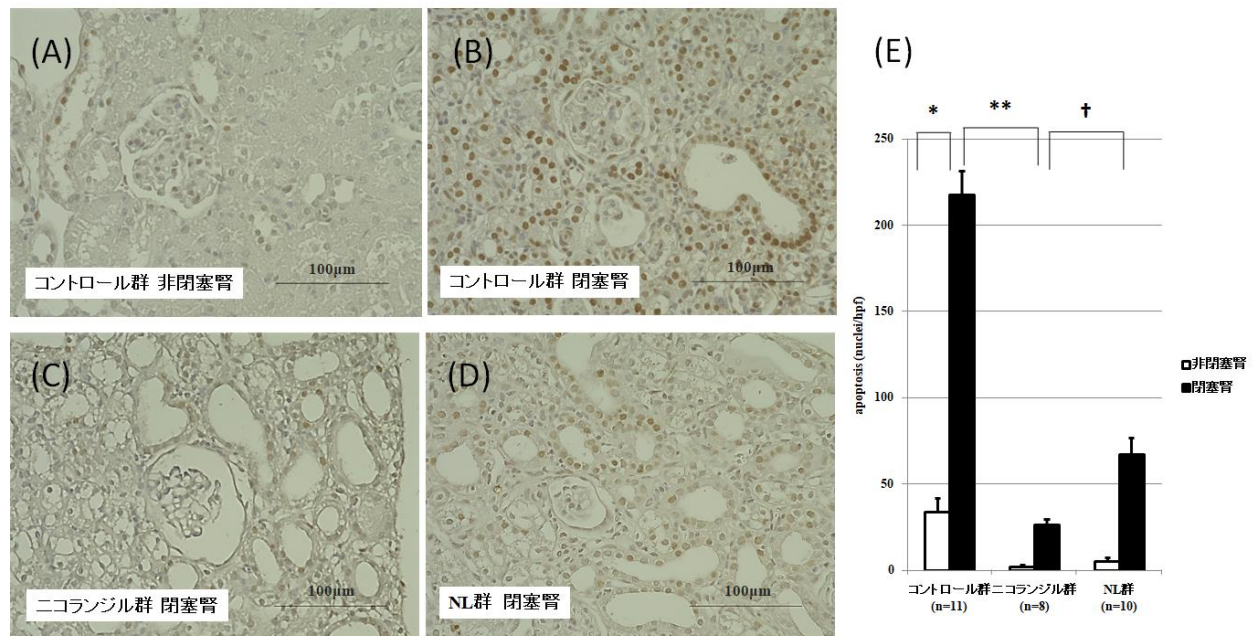 (A)
100μm
コントロール群 非閉塞腎
(B)
100μm
コントロール群 閉塞腎
(C)
100μm
ニコランジル群 閉塞腎
(D)
100μm
NL群 閉塞腎
(E)
* ** †
apoptosis (nuclei/hpf)
250
200
150
100
50
0
コントロール群 ニコランジル群 NL群
(n=11) (n=8) (n=10)
非閉塞腎
閉塞腎